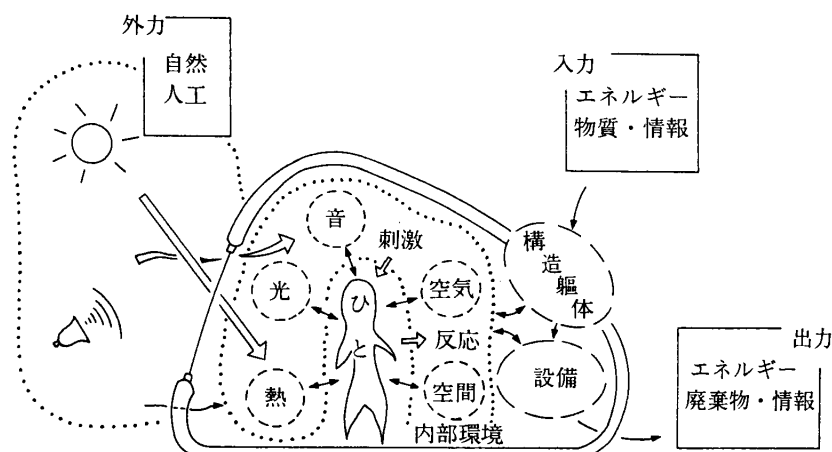 外力
自然
人工
入力
エネルギー
物質・情報
音
刺激
光
ひと
空気
反応
熱
空間
内部環境
構造躯体
設備
出力
エネルギー
廃棄物・情報